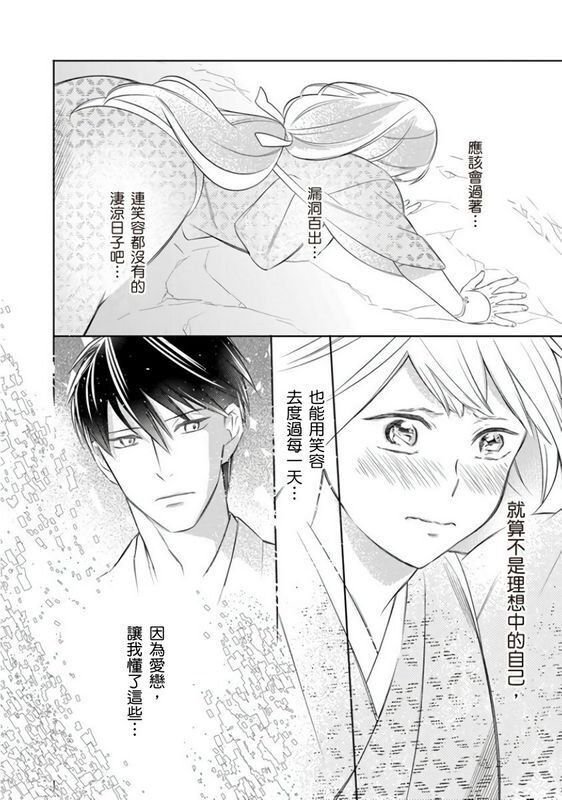 應該會過著…
漏洞百出…
連笑容都沒有的
淒涼日子吧…
就算不是理想中的自己，
也能用笑容
去度過每一天…
因為愛戀，
讓我懂了這些…